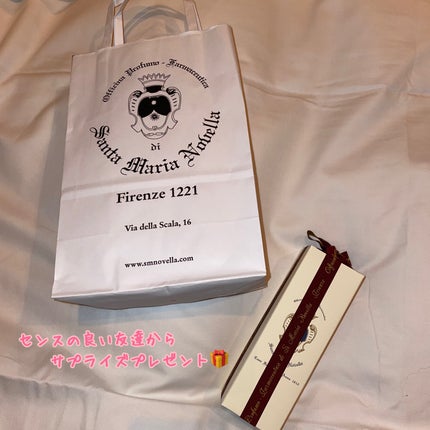 Officina Profumo-Farmaceutica
di
Santa Maria Novella
Firenze 1221
Via della Scala, 16
www.smnovella.com
センスの良い友達から
サプライズプレゼント🎁